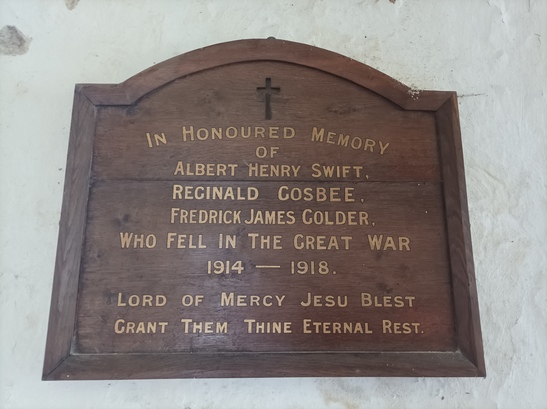 IN HONOURED MEMORY
OF
ALBERT HENRY SWIFT,
REGINALD GOSBEE,
FREDRICK JAMES GOLDER,
WHO FELL IN THE GREAT WAR
1914 — 1918.
LORD OF MERCY JESU BLEST
GRANT THEM THINE ETERNAL REST.